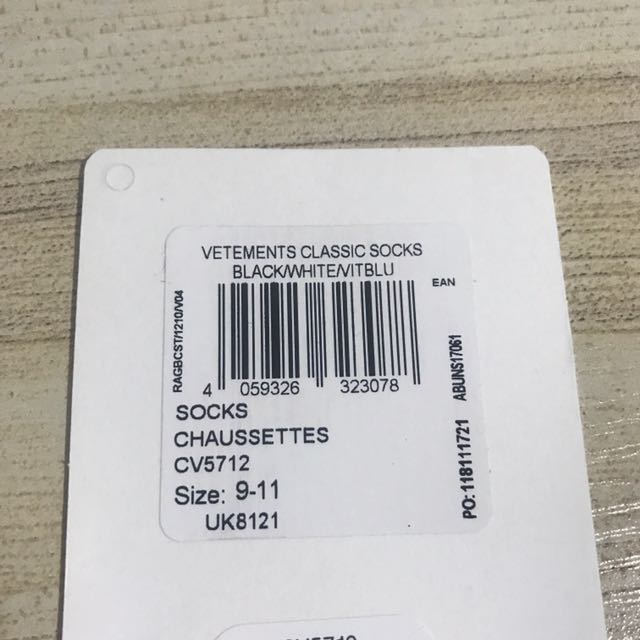 VETEMENTS CLASSIC SOCKS
BLACK/WHITE/VITBLU
EAN
RAGBCST/1210/V04
4 059326 323078
SOCKS
CHAUSSETTES
CV5712
Size: 9-11
UK8121
PO: 118111721 ABUNS17061